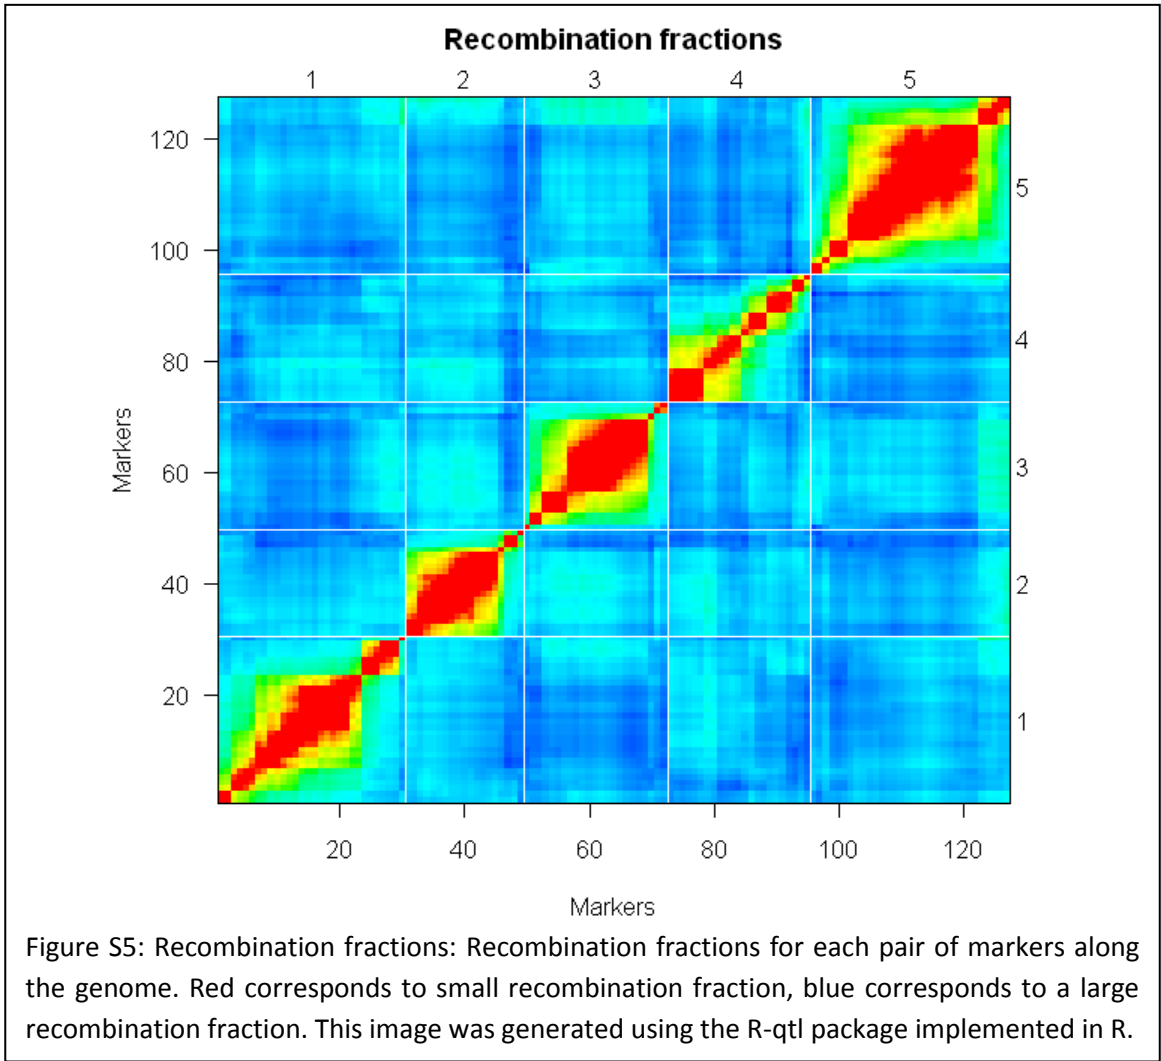 Recombination fractions
1 2 3 4 5
120
100
80
60
40
20
Markers
5
4
3
2
1
20 40 60 80 100 120
Markers
Figure S5: Recombination fractions: Recombination fractions for each pair of markers along
the genome. Red corresponds to small recombination fraction, blue corresponds to a large
recombination fraction. This image was generated using the R-qtl package implemented in R.